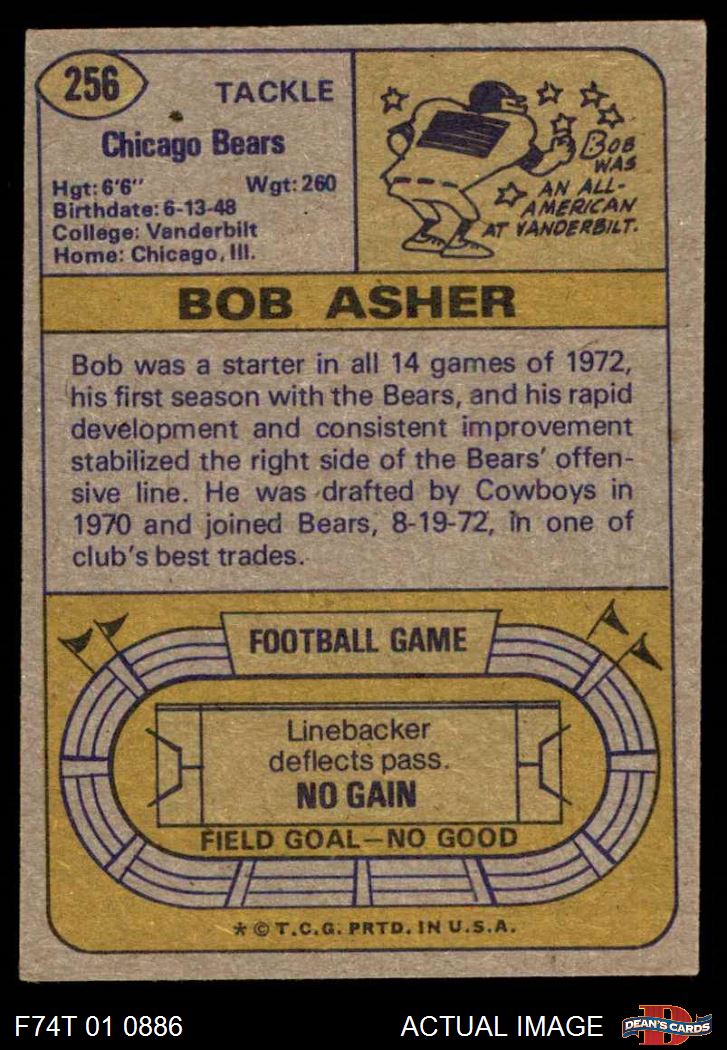 256
TACKLE
Chicago Bears
Hgt: 6'6" Wgt: 260
Birthdate: 6-13-48
College: Vanderbilt
Home: Chicago, Ill.
BOB
WAS
AN ALL-
AMERICAN
AT VANDERBILT.
BOB ASHER
Bob was a starter in all 14 games of 1972,
his first season with the Bears, and his rapid
development and consistent improvement
stabilized the right side of the Bears' offen-
sive line. He was drafted by Cowboys in
1970 and joined Bears, 8-19-72, in one of
club's best trades.
FOOTBALL GAME
Linebacker
deflects pass.
NO GAIN
FIELD GOAL—NO GOOD
* © T.C.G. PRTD. IN U.S.A.
F74T 01 0886
ACTUAL IMAGE
D
DEAN'S CARDS